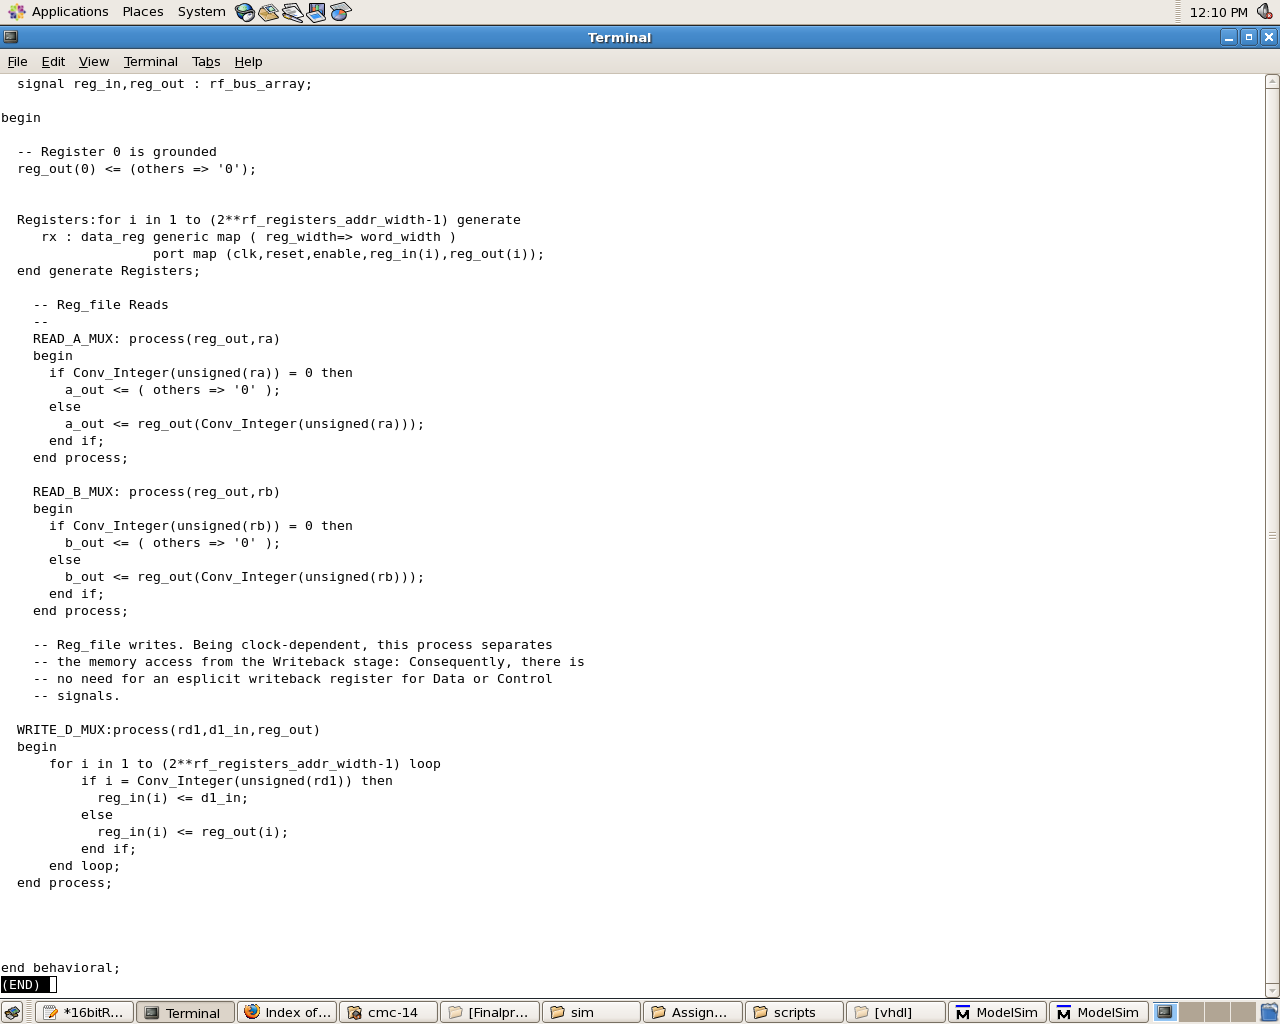 Applications Places System 12:10 PM
Terminal
File Edit View Terminal Tabs Help
  signal reg_in,reg_out : rf_bus_array;
begin
  -- Register 0 is grounded
  reg_out(0) <= (others => '0');
  Registers:for i in 1 to (2**rf_registers_addr_width-1) generate
     rx : data_reg generic map ( reg_width=> word_width )
                   port map (clk,reset,enable,reg_in(i),reg_out(i));
  end generate Registers;
    -- Reg_file Reads
    --
    READ_A_MUX: process(reg_out,ra)
    begin
      if Conv_Integer(unsigned(ra)) = 0 then
        a_out <= ( others => '0' );
      else
        a_out <= reg_out(Conv_Integer(unsigned(ra)));
      end if;
    end process;
    READ_B_MUX: process(reg_out,rb)
    begin
      if Conv_Integer(unsigned(rb)) = 0 then
        b_out <= ( others => '0' );
      else
        b_out <= reg_out(Conv_Integer(unsigned(rb)));
      end if;
    end process;
    -- Reg_file writes. Being clock-dependent, this process separates
    -- the memory access from the Writeback stage: Consequently, there is
    -- no need for an esplicit writeback register for Data or Control
    -- signals.
  WRITE_D_MUX:process(rd1,d1_in,reg_out)
  begin
      for i in 1 to (2**rf_registers_addr_width-1) loop
          if i = Conv_Integer(unsigned(rd1)) then
            reg_in(i) <= d1_in;
          else
            reg_in(i) <= reg_out(i);
          end if;
      end loop;
  end process;
end behavioral;
(END)
*16bitR... Terminal Index of... cmc-14 [Finalpr... sim Assign... scripts [vhdl] ModelSim ModelSim